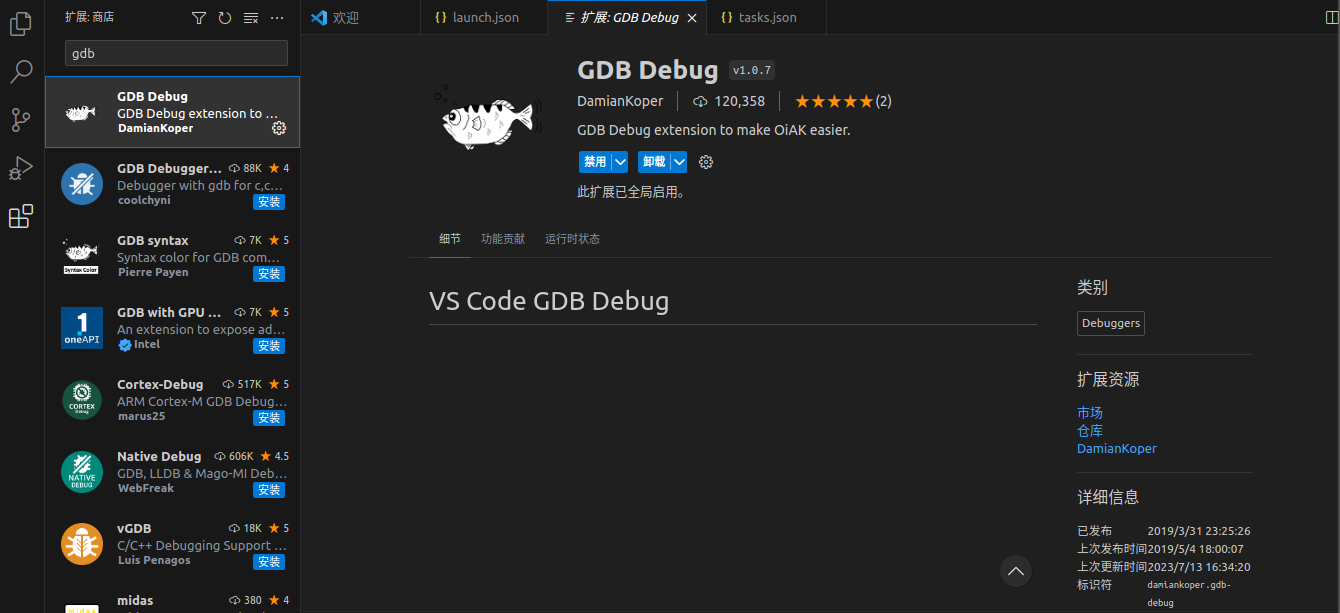 扩展: 商店
gdb
GDB Debug
GDB Debug extension to ...
DamianKoper
GDB Debugger... 88K ★ 4
Debugger with gdb for c,c...
coolchyni 安装
GDB syntax 7K ★ 5
Syntax color for GDB com...
Syntax Color
Pierre Payen 安装
GDB with GPU ... 7K ★ 5
1
oneAPI
An extension to expose ad...
Intel 安装
Cortex-Debug 517K ★ 5
CORTEX
Debug
ARM Cortex-M GDB Debug...
marus25 安装
Native Debug 606K ★ 4.5
NATIVE
DEBUG
GDB, LLDB & Mago-MI Deb...
WebFreak 安装
vGDB 18K ★ 5
C/C++ Debugging Support ...
Luis Penagos 安装
midas 380 ★ 4
欢迎 {} launch.json 扩展: GDB Debug × {} tasks.json
GDB Debug v1.0.7
DamianKoper 120,358 ★★★★★(2)
GDB Debug extension to make OiAK easier.
禁用 卸载
此扩展已全局启用。
细节 功能贡献 运行时状态
VS Code GDB Debug
类别
Debuggers
扩展资源
市场
仓库
DamianKoper
详细信息
已发布 2019/3/31 23:25:26
上次发布时间 2019/5/4 18:00:07
上次更新时间 2023/7/13 16:34:20
标识符 damiankoper.gdb-
debug